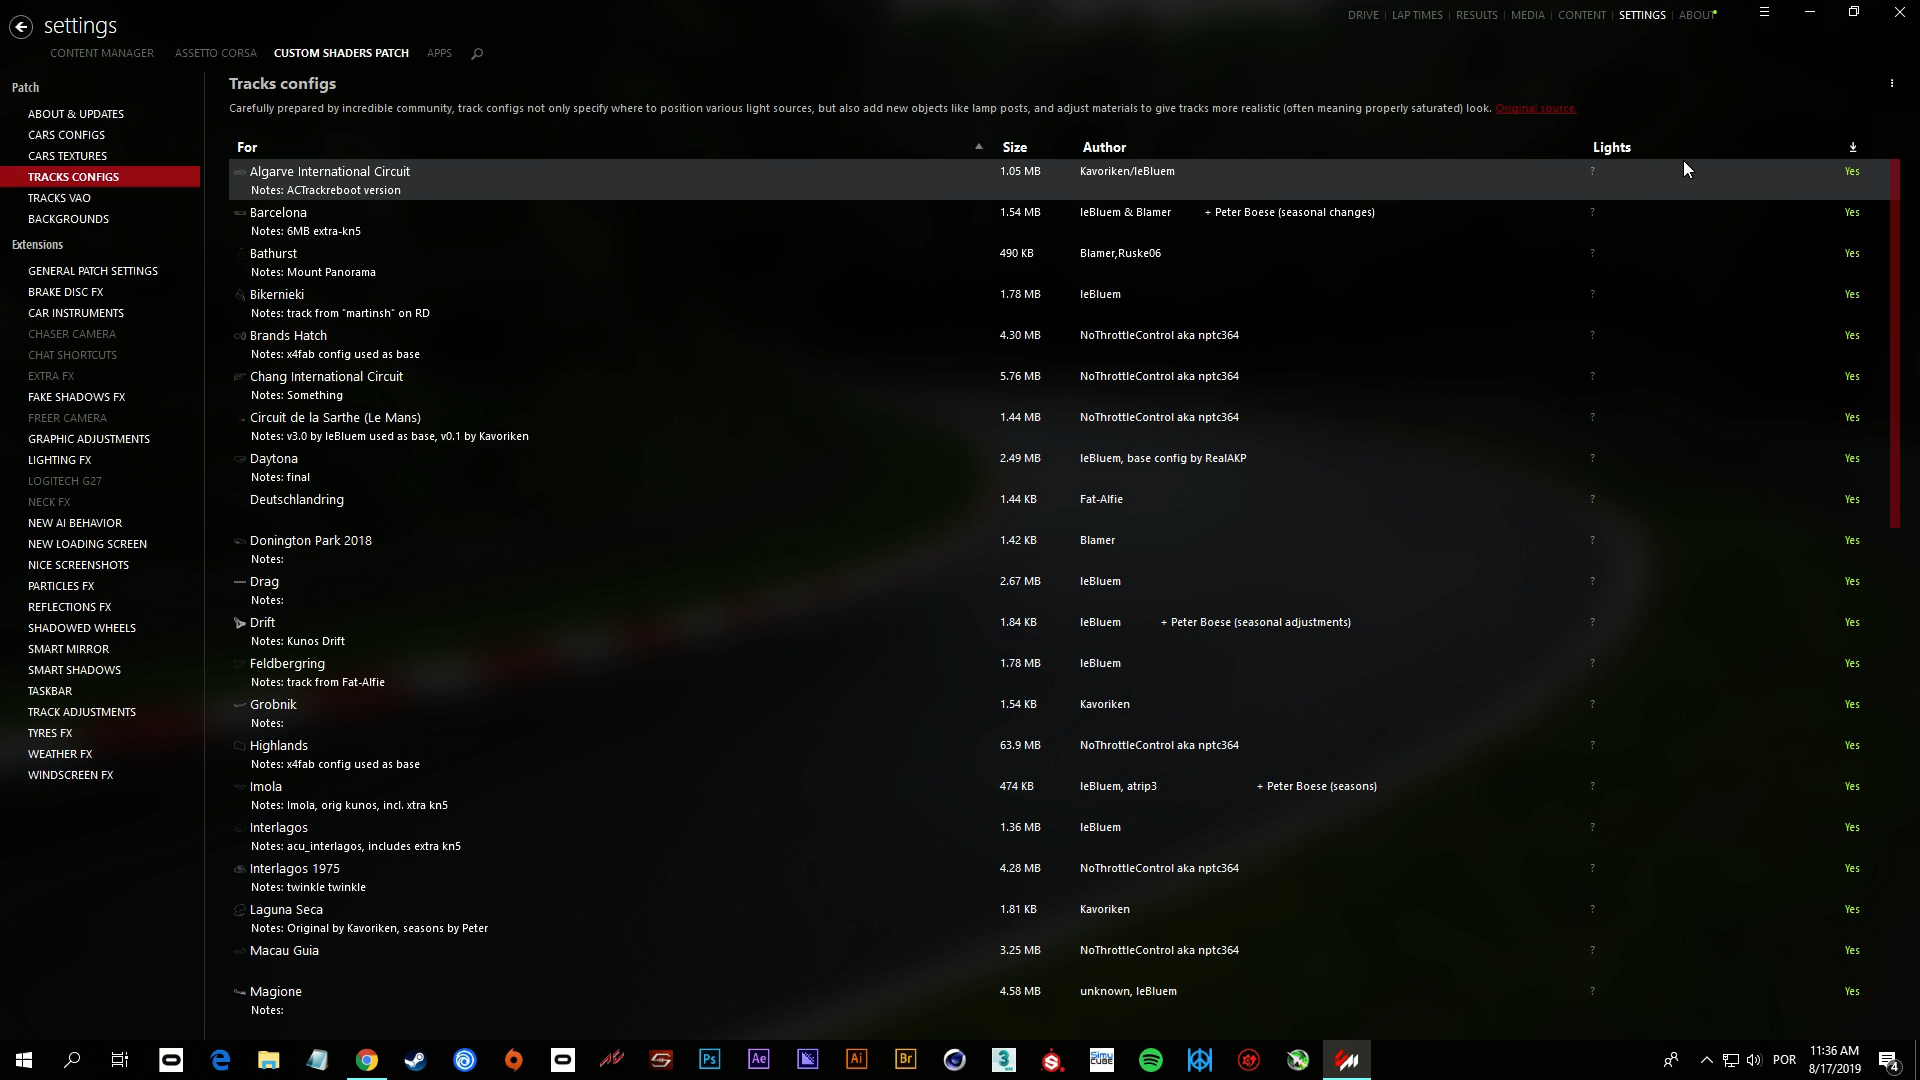 settings
DRIVE | LAP TIMES | RESULTS | MEDIA | CONTENT | SETTINGS | ABOUT
CONTENT MANAGER ASSETTO CORSA CUSTOM SHADERS PATCH APPS
Patch
ABOUT & UPDATES
CARS CONFIGS
CARS TEXTURES
TRACKS CONFIGS
TRACKS VAO
BACKGROUNDS
Extensions
GENERAL PATCH SETTINGS
BRAKE DISC FX
CAR INSTRUMENTS
CHASER CAMERA
CHAT SHORTCUTS
EXTRA FX
FAKE SHADOWS FX
FREER CAMERA
GRAPHIC ADJUSTMENTS
LIGHTING FX
LOGITECH G27
NECK FX
NEW AI BEHAVIOR
NEW LOADING SCREEN
NICE SCREENSHOTS
PARTICLES FX
REFLECTIONS FX
SHADOWED WHEELS
SMART MIRROR
SMART SHADOWS
TASKBAR
TRACK ADJUSTMENTS
TYRES FX
WEATHER FX
WINDSCREEN FX
Tracks configs
Carefully prepared by incredible community, track configs not only specify where to position various light sources, but also add new objects like lamp posts, and adjust materials to give tracks more realistic (often meaning properly saturated) look. Original source.
For Size Author Lights
Algarve International Circuit 1.05 MB Kavoriken/leBluem ? Yes
Notes: ACTrackreboot version
Barcelona 1.54 MB leBluem & Blamer + Peter Boese (seasonal changes) ? Yes
Notes: 6MB extra-kn5
Bathurst 490 KB Blamer,Ruske06 ? Yes
Notes: Mount Panorama
Bikernieki 1.78 MB leBluem ? Yes
Notes: track from "martinsh" on RD
Brands Hatch 4.30 MB NoThrottleControl aka nptc364 ? Yes
Notes: x4fab config used as base
Chang International Circuit 5.76 MB NoThrottleControl aka nptc364 ? Yes
Notes: Something
Circuit de la Sarthe (Le Mans) 1.44 MB NoThrottleControl aka nptc364 ? Yes
Notes: v3.0 by leBluem used as base, v0.1 by Kavoriken
Daytona 2.49 MB leBluem, base config by RealAKP ? Yes
Notes: final
Deutschlandring 1.44 KB Fat-Alfie ? Yes
Donington Park 2018 1.42 KB Blamer ? Yes
Notes:
Drag 2.67 MB leBluem ? Yes
Notes:
Drift 1.84 KB leBluem + Peter Boese (seasonal adjustments) ? Yes
Notes: Kunos Drift
Feldbergring 1.78 MB leBluem ? Yes
Notes: track from Fat-Alfie
Grobnik 1.54 KB Kavoriken ? Yes
Notes:
Highlands 63.9 MB NoThrottleControl aka nptc364 ? Yes
Notes: x4fab config used as base
Imola 474 KB leBluem, atrip3 + Peter Boese (seasons) ? Yes
Notes: Imola, orig kunos, incl. xtra kn5
Interlagos 1.36 MB leBluem ? Yes
Notes: acu_interlagos, includes extra kn5
Interlagos 1975 4.28 MB NoThrottleControl aka nptc364 ? Yes
Notes: twinkle twinkle
Laguna Seca 1.81 KB Kavoriken ? Yes
Notes: Original by Kavoriken, seasons by Peter
Macau Guia 3.25 MB NoThrottleControl aka nptc364 ? Yes
Magione 4.58 MB unknown, leBluem ? Yes
Notes:
Ps Ae Ai Br 3 S SIMU CUBE POR 11:36 AM
8/17/2019 4